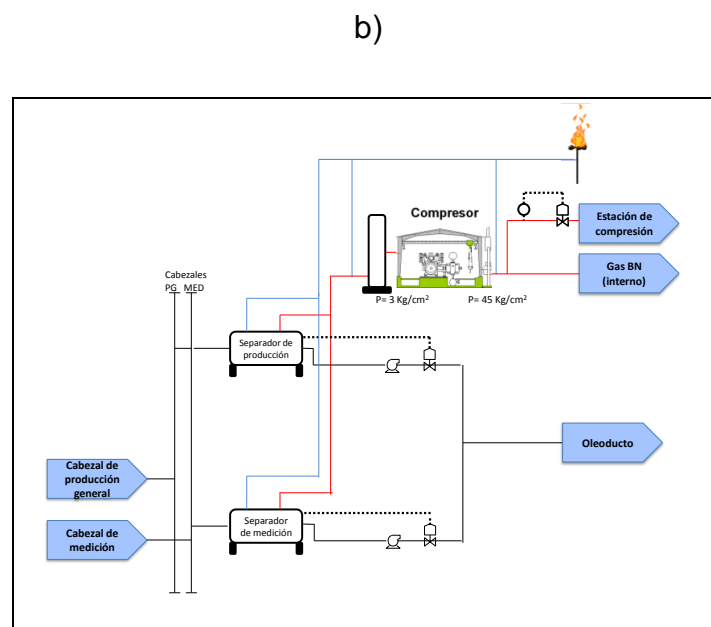 b)
Compresor
Estación de
compresión
Gas BN
(interno)
P= 3 Kg/cm²
P= 45 Kg/cm²
Cabezales
PG MED
Separador de
producción
Oleoducto
Cabezal de
producción
general
Separador
de medición
Cabezal de
medición